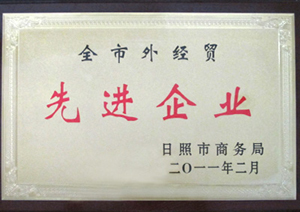 全市外经贸
先进企业
日照市商务局
二〇一一年二月